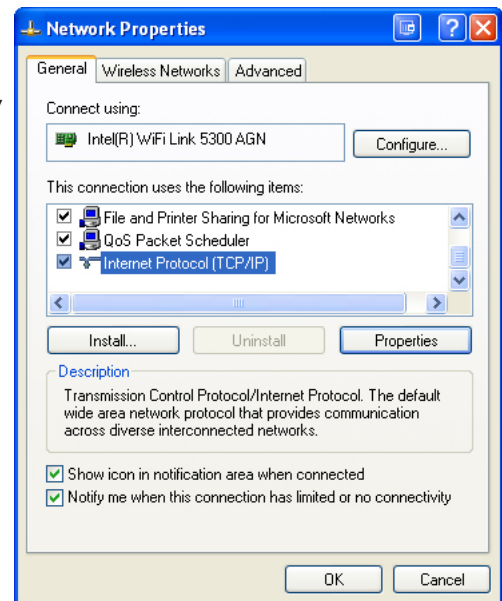 Network Properties
General Wireless Networks Advanced
Connect using:
Intel(R) WiFi Link 5300 AGN Configure...
This connection uses the following items:
File and Printer Sharing for Microsoft Networks
QoS Packet Scheduler
Internet Protocol (TCP/IP)
Install... Uninstall Properties
Description
Transmission Control Protocol/Internet Protocol. The default
wide area network protocol that provides communication
across diverse interconnected networks.
Show icon in notification area when connected
Notify me when this connection has limited or no connectivity
OK Cancel